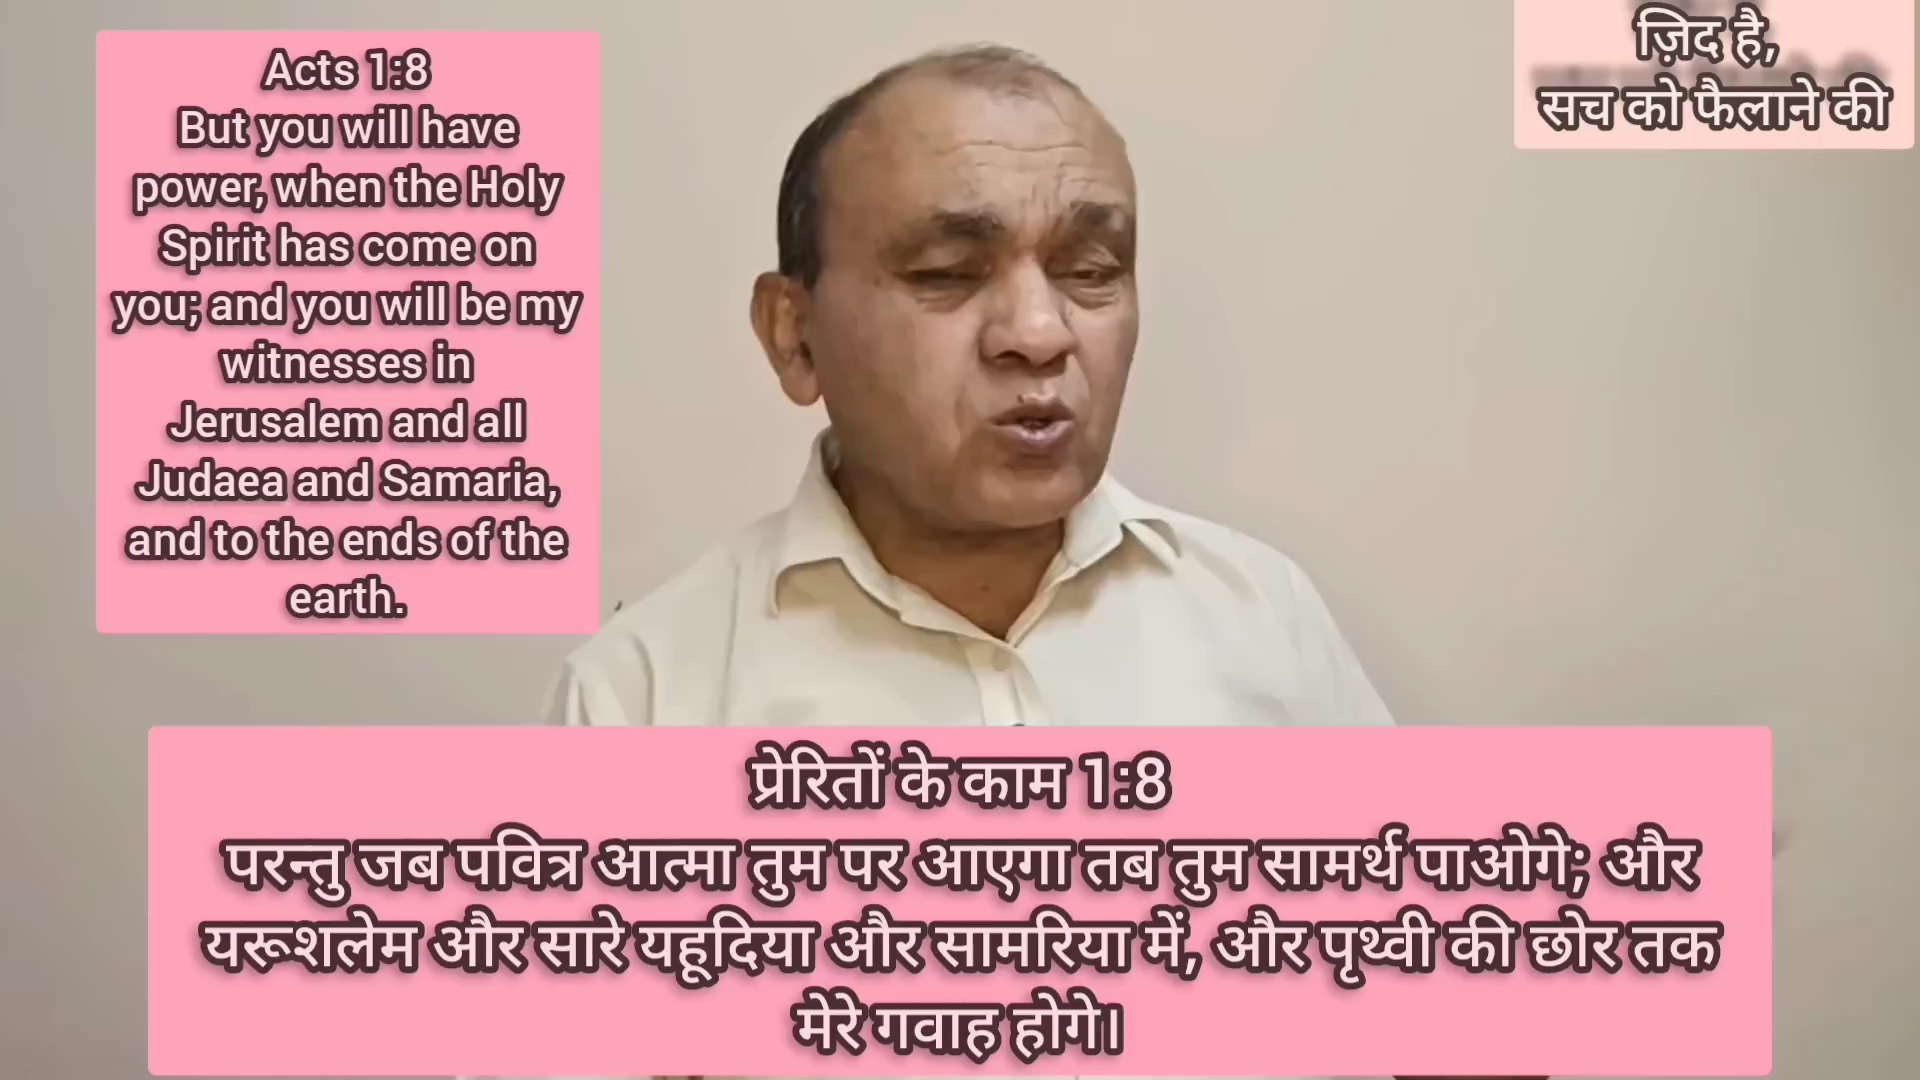 Acts 1:8
But you will have
power, when the Holy
Spirit has come on
you; and you will be my
witnesses in
Jerusalem and all
Judaea and Samaria,
and to the ends of the
earth.
ज़िद है,
सच को फैलाने की
प्रेरितों के काम 1:8
परन्तु जब पवित्र आत्मा तुम पर आएगा तब तुम सामर्थ पाओगे; और
यरूशलेम और सारे यहूदिया और सामरिया में, और पृथ्वी की छोर तक
मेरे गवाह होगे।